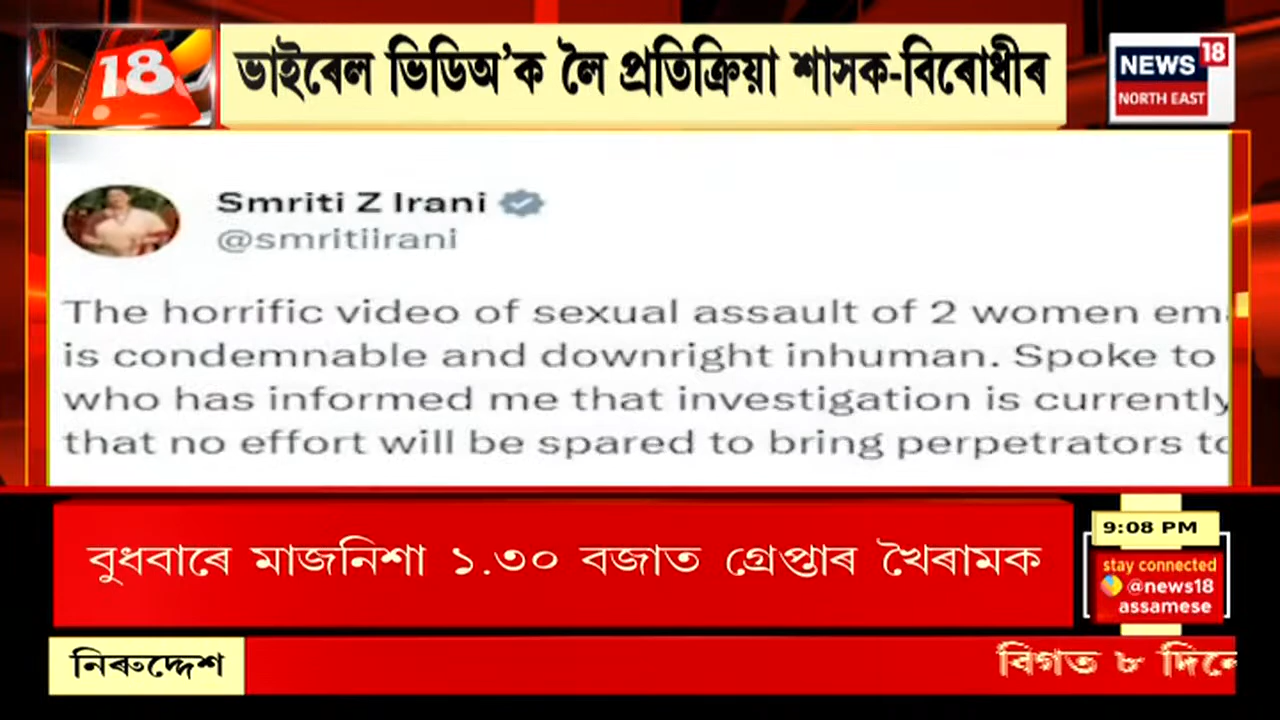 18
ভাইৰেল ভিডিঅ'ক লৈ প্ৰতিক্ৰিয়া শাসক-বিৰোধীৰ
NEWS 18
NORTH EAST
Smriti Z Irani
@smritiirani
The horrific video of sexual assault of 2 women
is condemnable and downright inhuman. Spoke to
who has informed me that investigation is currently
that no effort will be spared to bring perpetrators
বুধবাৰে মাজনিশা ১.৩০ বজাত গ্ৰেপ্তাৰ খৈৰামক
9:08 PM
stay connected
@news18
assamese
নিৰুদ্দেশ
বিগত ৮